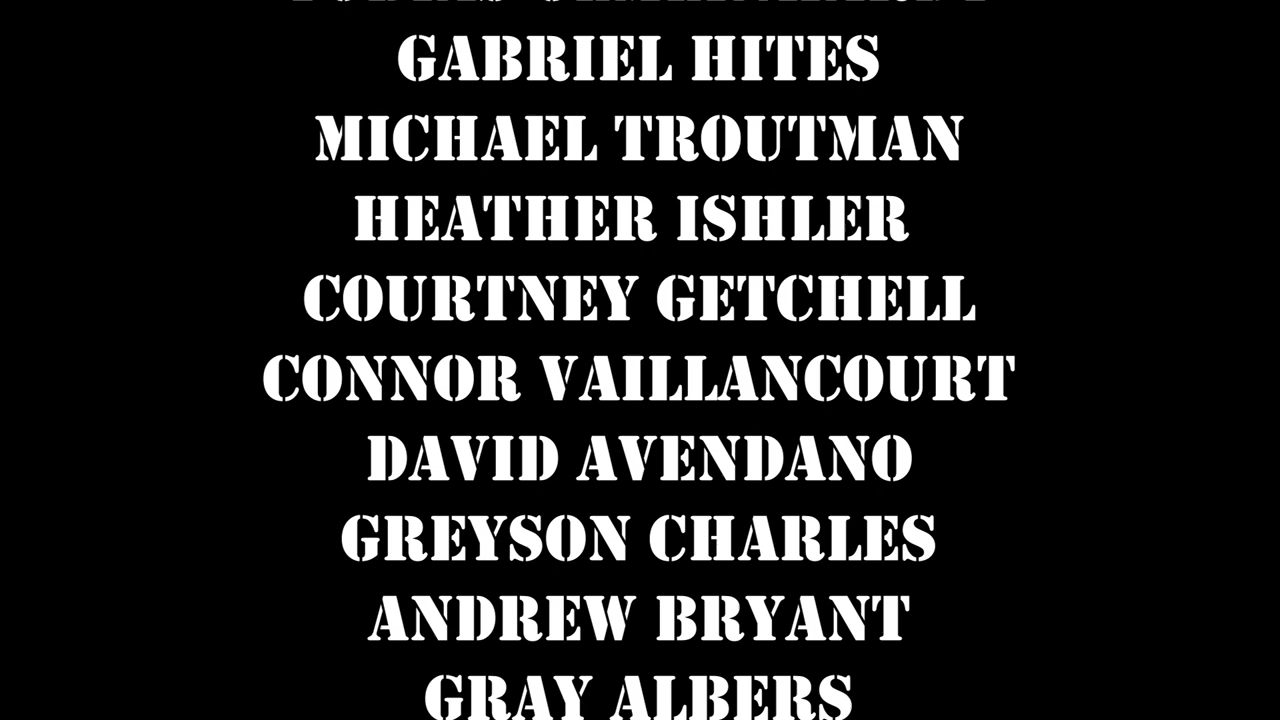 GABRIEL HITES
MICHAEL TROUTMAN
HEATHER ISHLER
COURTNEY GETCHELL
CONNOR VAILLANCOURT
DAVID AVENDANO
GREYSON CHARLES
ANDREW BRYANT
GRAY ALBERS